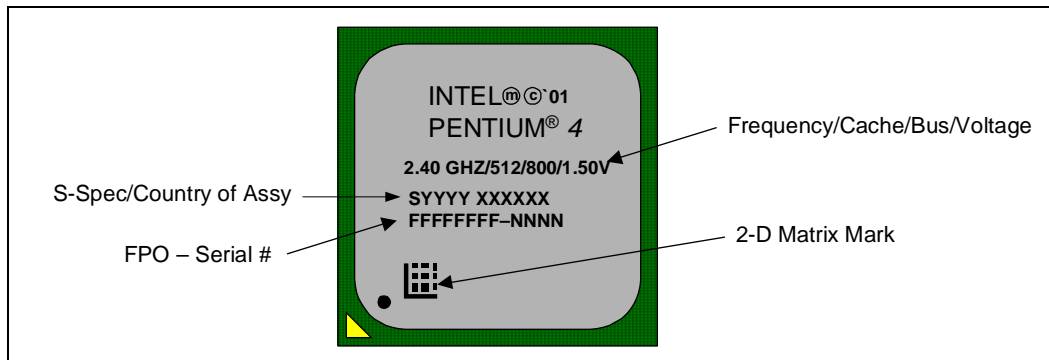 INTELⓜⓒ`01
PENTIUM® 4
Frequency/Cache/Bus/Voltage
2.40 GHZ/512/800/1.50V
S-Spec/Country of Assy
SYYYY XXXXXX
FFFFFFFF–NNNN
FPO – Serial #
2-D Matrix Mark